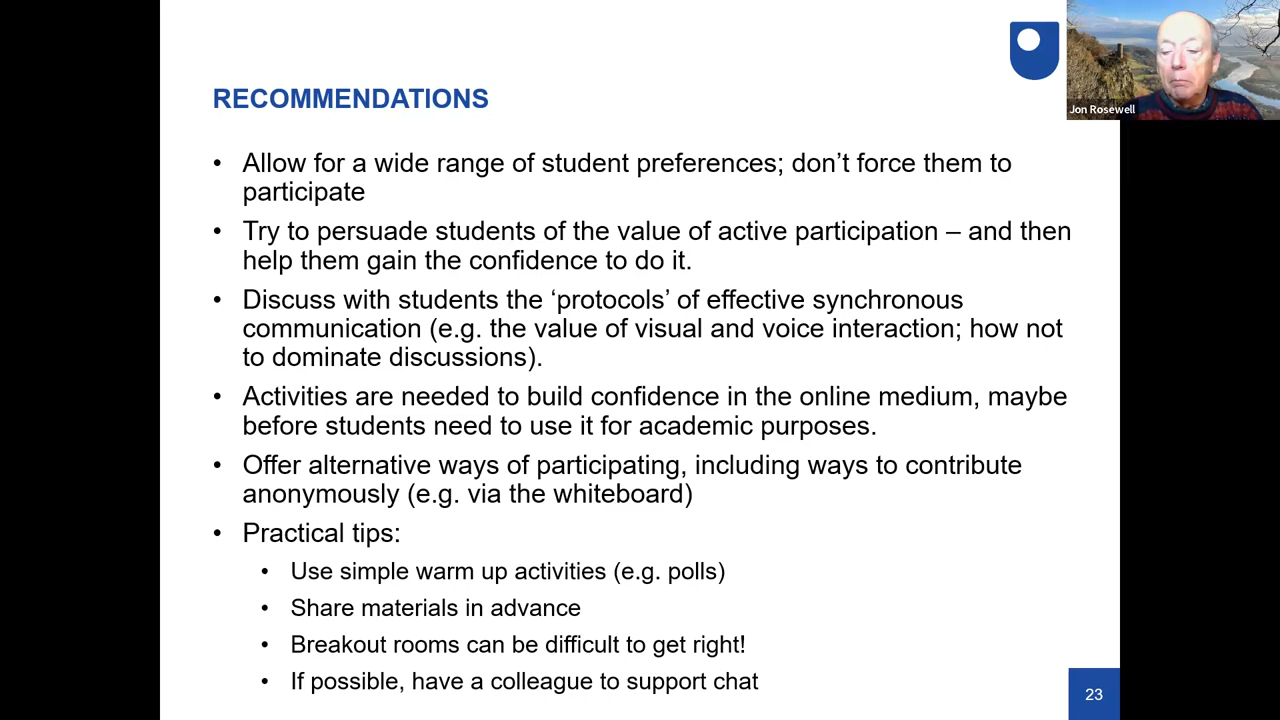 RECOMMENDATIONS
Jon Rosewell
• Allow for a wide range of student preferences; don’t force them to
participate
• Try to persuade students of the value of active participation – and then
help them gain the confidence to do it.
• Discuss with students the ‘protocols’ of effective synchronous
communication (e.g. the value of visual and voice interaction; how not
to dominate discussions).
• Activities are needed to build confidence in the online medium, maybe
before students need to use it for academic purposes.
• Offer alternative ways of participating, including ways to contribute
anonymously (e.g. via the whiteboard)
• Practical tips:
• Use simple warm up activities (e.g. polls)
• Share materials in advance
• Breakout rooms can be difficult to get right!
• If possible, have a colleague to support chat
23